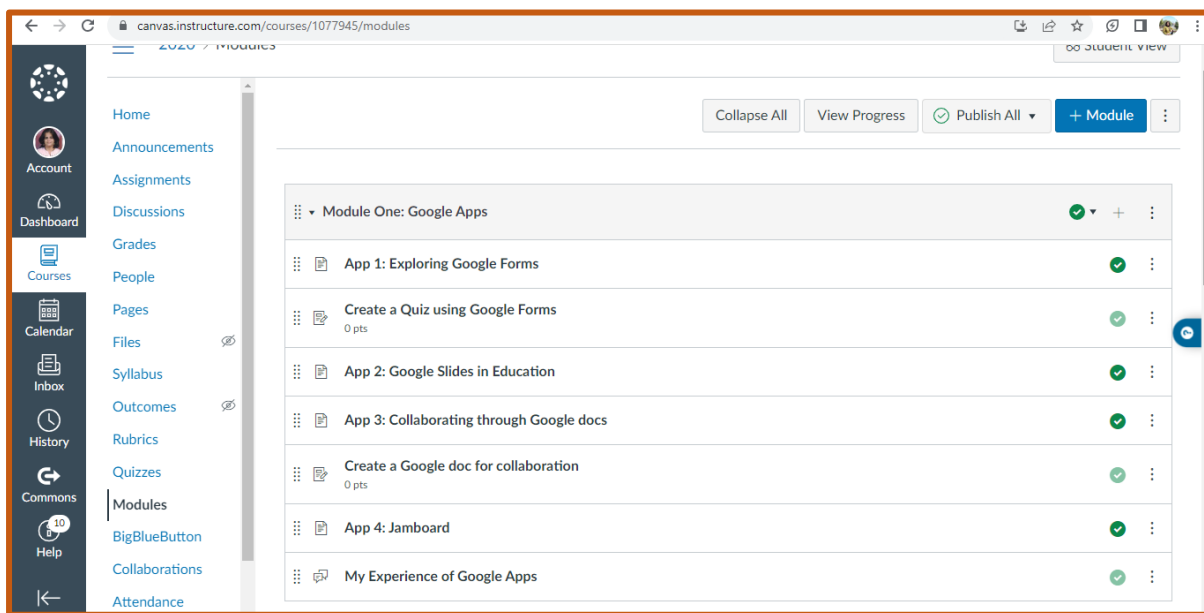 canvas.instructure.com/courses/1077945/modules
2020 > Modules
Student View
Collapse All
View Progress
Publish All
+ Module
Account
Dashboard
Courses
Calendar
Inbox
History
Commons
10
Help
Home
Announcements
Assignments
Discussions
Grades
People
Pages
Files
Syllabus
Outcomes
Rubrics
Quizzes
Modules
BigBlueButton
Collaborations
Attendance
Module One: Google Apps
App 1: Exploring Google Forms
Create a Quiz using Google Forms
0 pts
App 2: Google Slides in Education
App 3: Collaborating through Google docs
Create a Google doc for collaboration
0 pts
App 4: Jamboard
My Experience of Google Apps